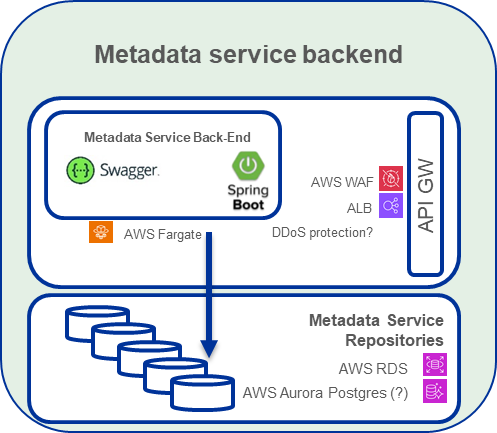 Metadata service backend
Metadata Service Back-End
Swagger.
Spring
Boot
AWS Fargate
AWS WAF
ALB
DDoS protection?
API GW
Metadata Service
Repositories
AWS RDS
AWS Aurora Postgres (?)